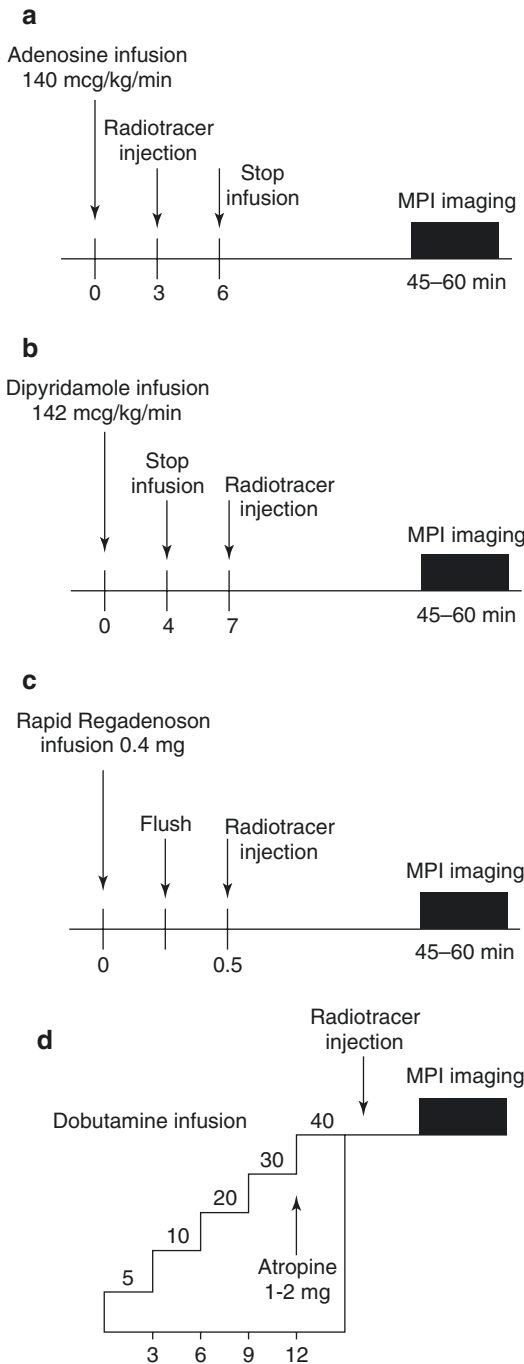 a
Adenosine infusion
140 mcg/kg/min
Radiotracer
injection
Stop
infusion
MPI imaging
0
3
6
45–60 min
b
Dipyridamole infusion
142 mcg/kg/min
Stop
infusion
Radiotracer
injection
MPI imaging
0
4
7
45–60 min
c
Rapid Regadenoson
infusion 0.4 mg
Flush
Radiotracer
injection
MPI imaging
0
0.5
45–60 min
d
Radiotracer
injection
MPI imaging
Dobutamine infusion
5
10
20
30
40
Atropine
1-2 mg
3
6
9
12